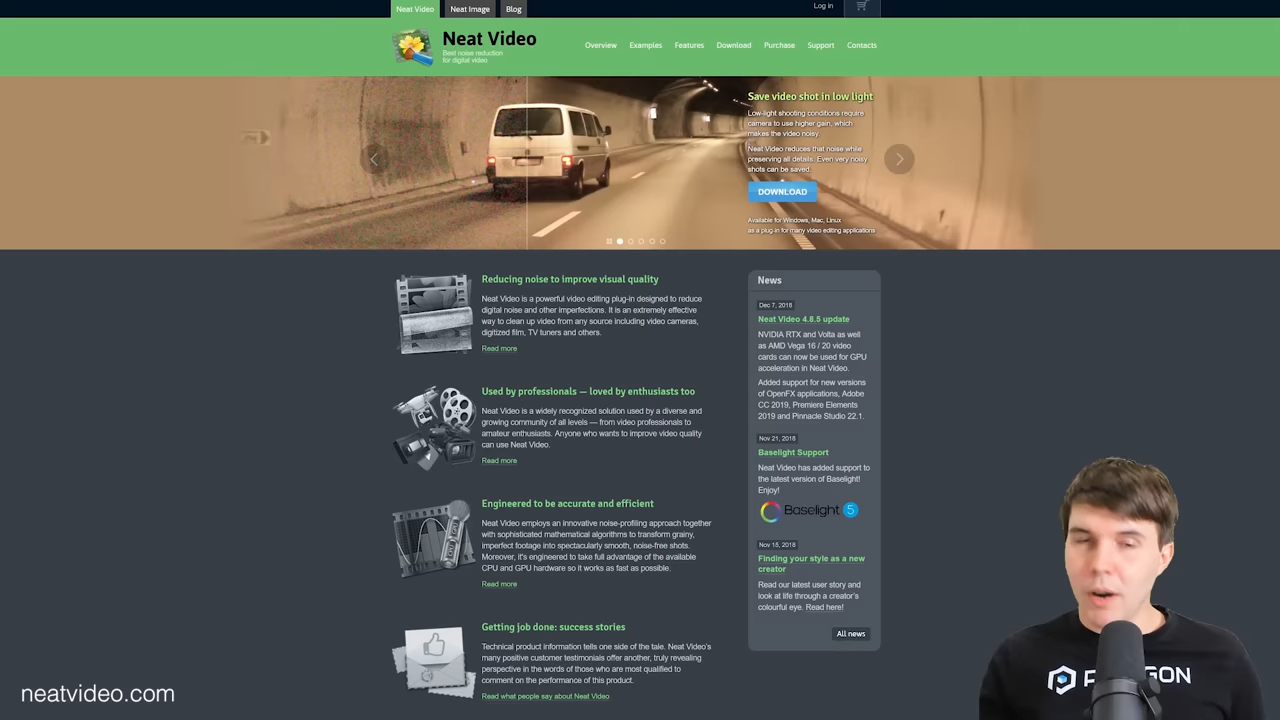 Neat Video
Neat Image
Blog
Log in
Neat Video
Best noise reduction
for digital video
Overview
Examples
Features
Download
Purchase
Support
Contacts
Save video shot in low light
Low-light shooting conditions require
camera to use higher gain, which
makes the video noisy.
Neat Video reduces that noise while
preserving all details. Even very noisy
shots can be saved.
DOWNLOAD
Available for Windows, Mac, Linux
as a plug-in for many video editing applications
Reducing noise to improve visual quality
Neat Video is a powerful video editing plug-in designed to reduce
digital noise and other imperfections. It is an extremely effective
way to clean up video from any source including video cameras,
digitized film, TV tuners and others.
Read more
Used by professionals — loved by enthusiasts too
Neat Video is a widely recognized solution used by a diverse and
growing community of all levels — from video professionals to
amateur enthusiasts. Anyone who wants to improve video quality
can use Neat Video.
Read more
Engineered to be accurate and efficient
Neat Video employs an innovative noise-profiling approach together
with sophisticated mathematical algorithms to transform grainy,
imperfect footage into spectacularly smooth, noise-free shots.
Moreover, it's engineered to take full advantage of the available
CPU and GPU hardware so it works as fast as possible.
Read more
Getting job done: success stories
Technical product information tells one side of the tale. Neat Video's
many positive customer testimonials offer another, truly revealing
perspective in the words of those who are most qualified to
comment on the performance of this product.
Read what people say about Neat Video
News
Dec 7, 2018
Neat Video 4.8.5 update
NVIDIA RTX and Volta as well
as AMD Vega 16 / 20 video
cards can now be used for GPU
acceleration in Neat Video.
Added support for new versions
of OpenFX applications, Adobe
CC 2019, Premiere Elements
2019 and Pinnacle Studio 22.1.
Nov 21, 2018
Baselight Support
Neat Video has added support to
the latest version of Baselight!
Enjoy!
Baselight 5
Nov 15, 2018
Finding your style as a new
creator
Read our latest user story and
look at life through a creator's
colourful eye. Read here!
All news
neatvideo.com